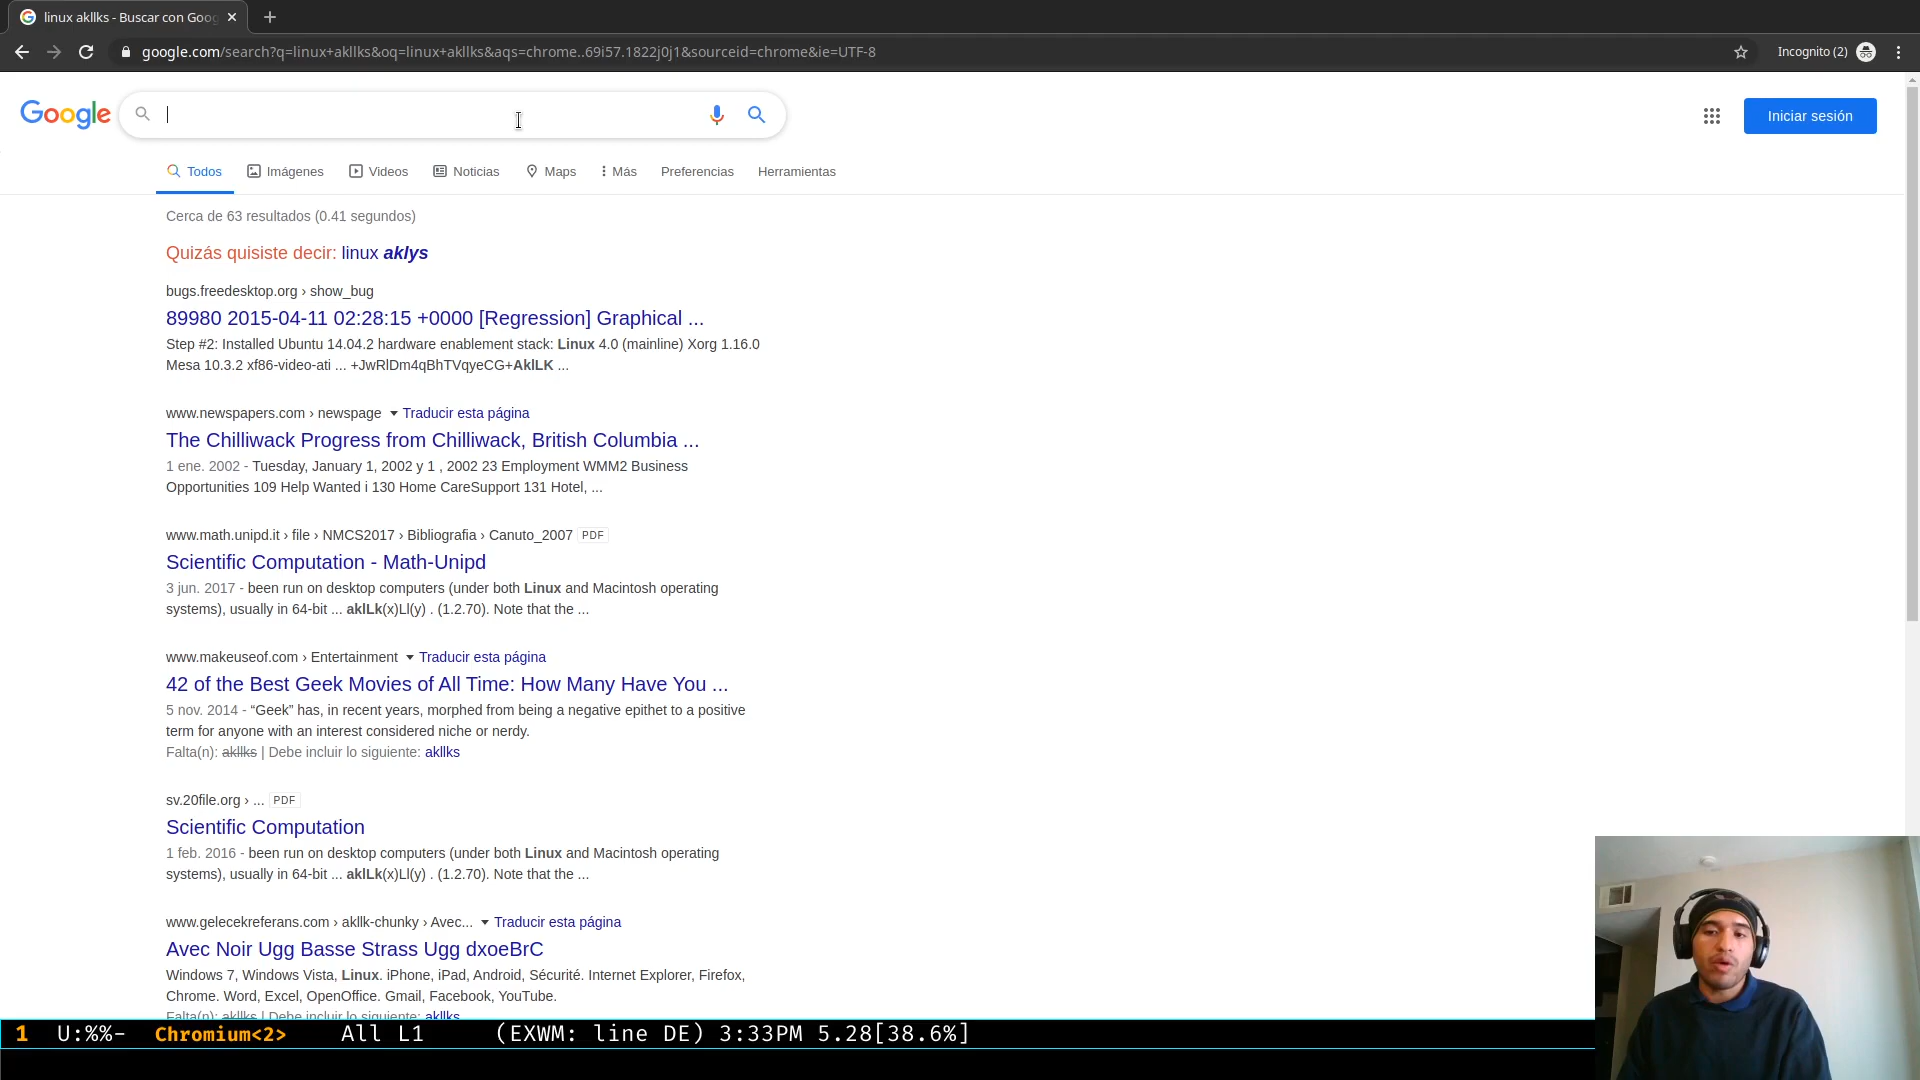 linux akllks - Buscar con Goog
google.com/search?q=linux+akllks&oq=linux+akllks&aqs=chrome..69i57.1822j0j1&sourceid=chrome&ie=UTF-8
Incognito (2)
Google
Iniciar sesión
Todos Imágenes Videos Noticias Maps Más Preferencias Herramientas
Cerca de 63 resultados (0.41 segundos)
Quizás quisiste decir: linux aklys
bugs.freedesktop.org › show_bug
89980 2015-04-11 02:28:15 +0000 [Regression] Graphical ...
Step #2: Installed Ubuntu 14.04.2 hardware enablement stack: Linux 4.0 (mainline) Xorg 1.16.0
Mesa 10.3.2 xf86-video-ati ... +JwRlDm4qBhTVqyeCG+AklLK ...
www.newspapers.com › newspage Traducir esta página
The Chilliwack Progress from Chilliwack, British Columbia ...
1 ene. 2002 - Tuesday, January 1, 2002 y 1 , 2002 23 Employment WMM2 Business
Opportunities 109 Help Wanted i 130 Home CareSupport 131 Hotel, ...
www.math.unipd.it › file › NMCS2017 › Bibliografia › Canuto_2007 PDF
Scientific Computation - Math-Unipd
3 jun. 2017 - been run on desktop computers (under both Linux and Macintosh operating
systems), usually in 64-bit ... aklLk(x)Ll(y) . (1.2.70). Note that the ...
www.makeuseof.com › Entertainment Traducir esta página
42 of the Best Geek Movies of All Time: How Many Have You ...
5 nov. 2014 - “Geek” has, in recent years, morphed from being a negative epithet to a positive
term for anyone with an interest considered niche or nerdy.
Falta(n): akllks | Debe incluir lo siguiente: akllks
sv.20file.org › ... PDF
Scientific Computation
1 feb. 2016 - been run on desktop computers (under both Linux and Macintosh operating
systems), usually in 64-bit ... aklLk(x)Ll(y) . (1.2.70). Note that the ...
www.gelecekreferans.com › akllk-chunky › Avec... Traducir esta página
Avec Noir Ugg Basse Strass Ugg dxoeBrC
Windows 7, Windows Vista, Linux. iPhone, iPad, Android, Sécurité. Internet Explorer, Firefox,
Chrome. Word, Excel, OpenOffice. Gmail, Facebook, YouTube.
Falta(n): akllks | Debe incluir lo siguiente: akllks
1 U:%%- Chromium<2> All L1 (EXWM: line DE) 3:33PM 5.28[38.6%]